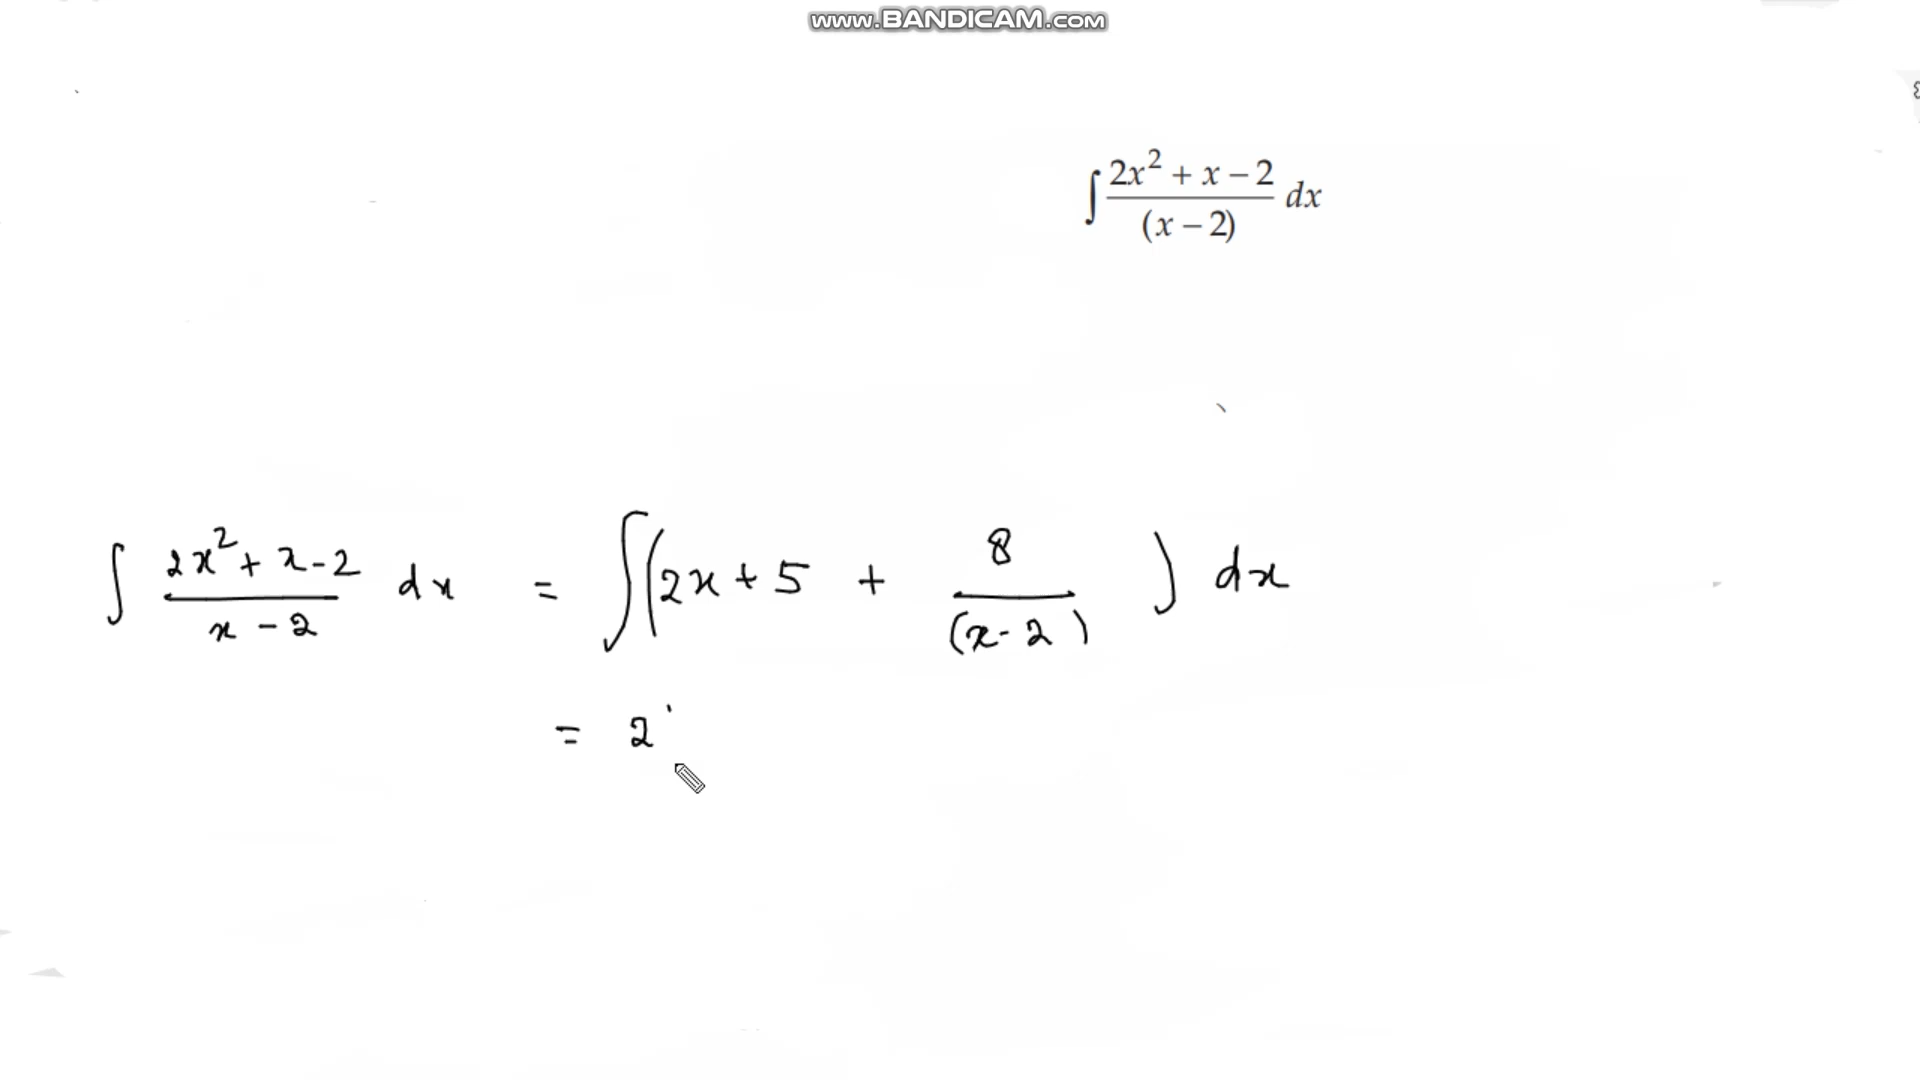 www.BANDICAM.com
∫ 2x² + x − 2 / (x − 2) dx
∫ 2x² + x - 2 / x - 2 dx = ∫(2x + 5 + 8 / (x - 2)) dx
= 2